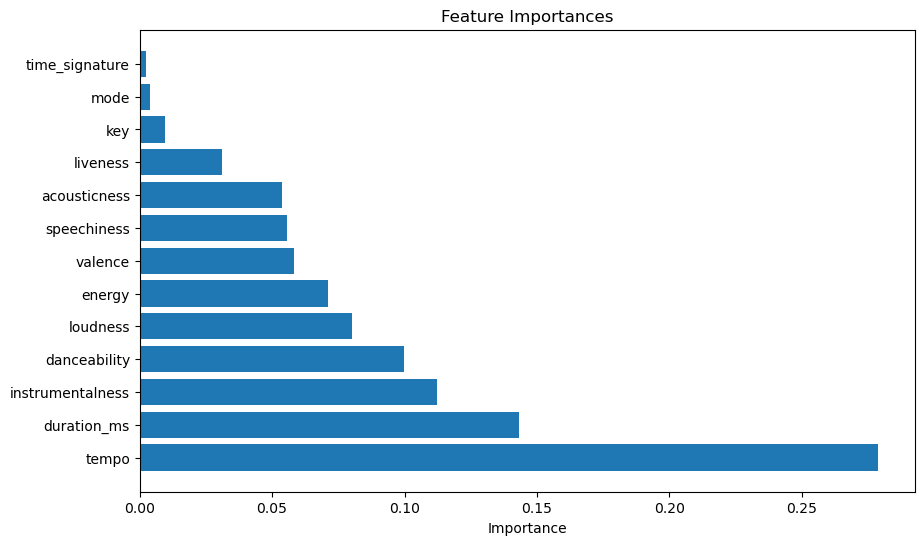 Feature Importances
time_signature
mode
key
liveness
acousticness
speechiness
valence
energy
loudness
danceability
instrumentalness
duration_ms
tempo
0.00 0.05 0.10 0.15 0.20 0.25
Importance